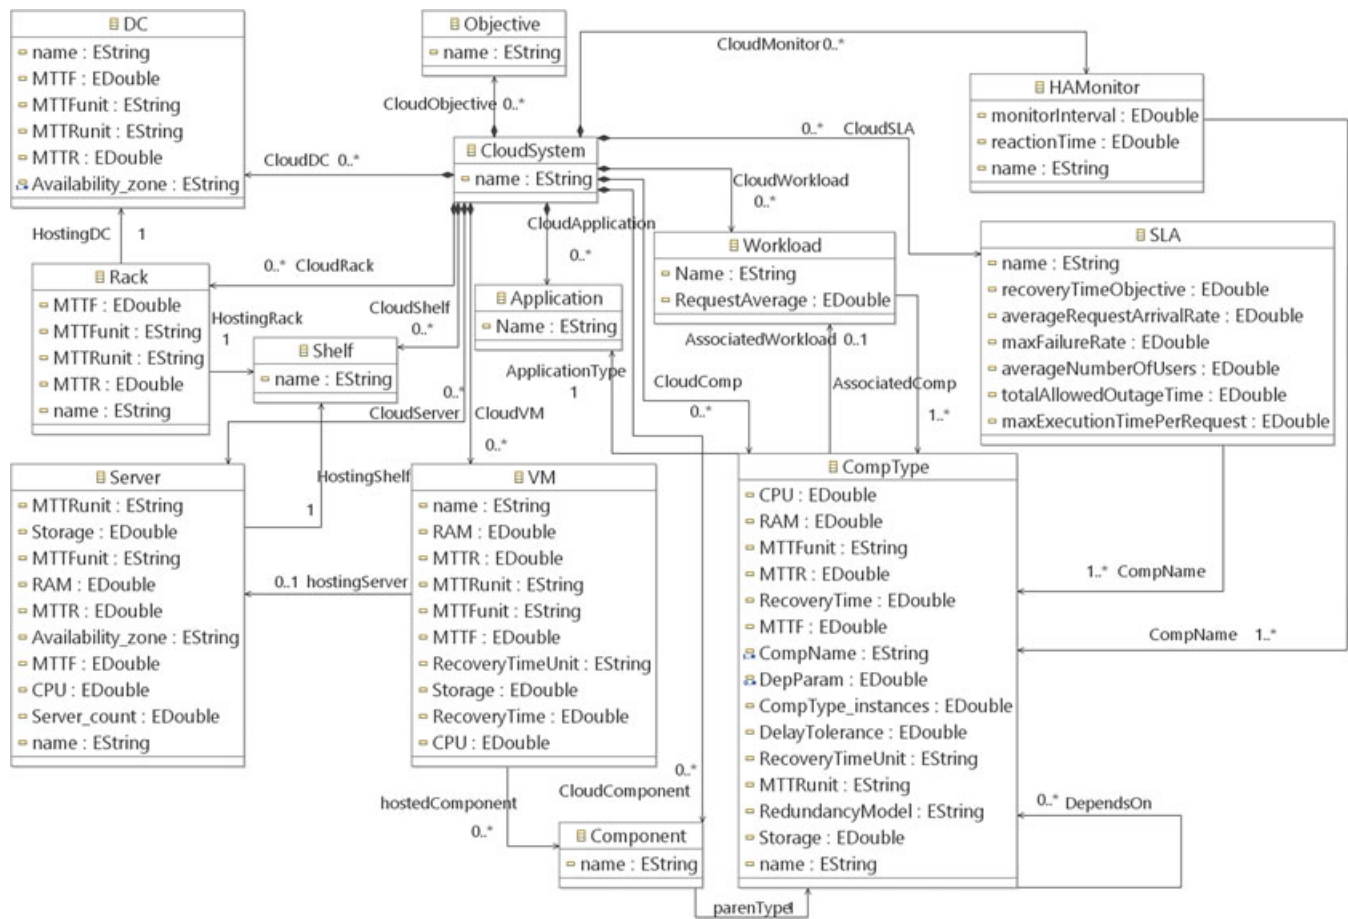 DC
name : EString
MTTF : EDouble
MTTFunit : EString
MTTRunit : EString
MTTR : EDouble
Availability_zone : EString
Objective
name : EString
CloudObjective 0..*
CloudMonitor 0..*
HAMonitor
monitorInterval : EDouble
reactionTime : EDouble
name : EString
CloudSystem
name : EString
CloudDC 0..*
0..* CloudSLA
CloudWorkload
0..*
CloudApplication
0..*
HostingDC 1
0..* CloudRack
Rack
MTTF : EDouble
MTTFunit : EString
MTTRunit : EString
MTTR : EDouble
name : EString
HostingRack
1
CloudShelf
0..*
Shelf
name : EString
Application
Name : EString
Workload
Name : EString
RequestAverage : EDouble
SLA
name : EString
recoveryTimeObjective : EDouble
averageRequestArrivalRate : EDouble
maxFailureRate : EDouble
averageNumberOfUsers : EDouble
totalAllowedOutageTime : EDouble
maxExecutionTimePerRequest : EDouble
AssociatedWorkload 0..1
ApplicationType
1
CloudComp
0..*
AssociatedComp
1..*
0..*
CloudServer
CloudVM
0..*
HostingShelf
1
Server
MTTRunit : EString
Storage : EDouble
MTTFunit : EString
RAM : EDouble
MTTR : EDouble
Availability_zone : EString
MTTF : EDouble
CPU : EDouble
Server_count : EDouble
name : EString
0..1 hostingServer
VM
name : EString
RAM : EDouble
MTTR : EDouble
MTTRunit : EString
MTTFunit : EString
MTTF : EDouble
RecoveryTimeUnit : EString
Storage : EDouble
RecoveryTime : EDouble
CPU : EDouble
CompType
CPU : EDouble
RAM : EDouble
MTTFunit : EString
MTTR : EDouble
RecoveryTime : EDouble
MTTF : EDouble
CompName : EString
DepParam : EDouble
CompType_instances : EDouble
DelayTolerance : EDouble
RecoveryTimeUnit : EString
MTTRunit : EString
RedundancyModel : EString
Storage : EDouble
name : EString
1..* CompName
CompName 1..*
0..* DependsOn
0..*
CloudComponent
hostedComponent
0..*
Component
name : EString
parenType 1